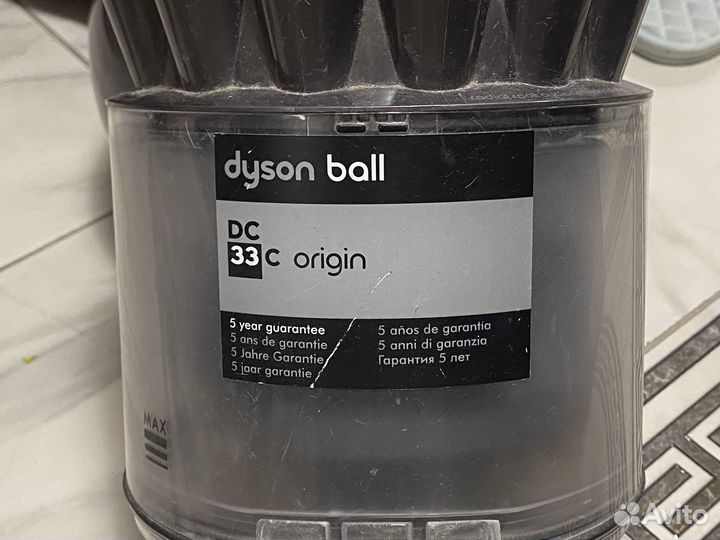 dyson ball
DC
33 C origin
5 year guarantee
5 ans de garantie
5 Jahre Garantie
5 jaar garantie
5 años de garantía
5 anni di garanzia
Гарантия 5 лет
MAX
Avito